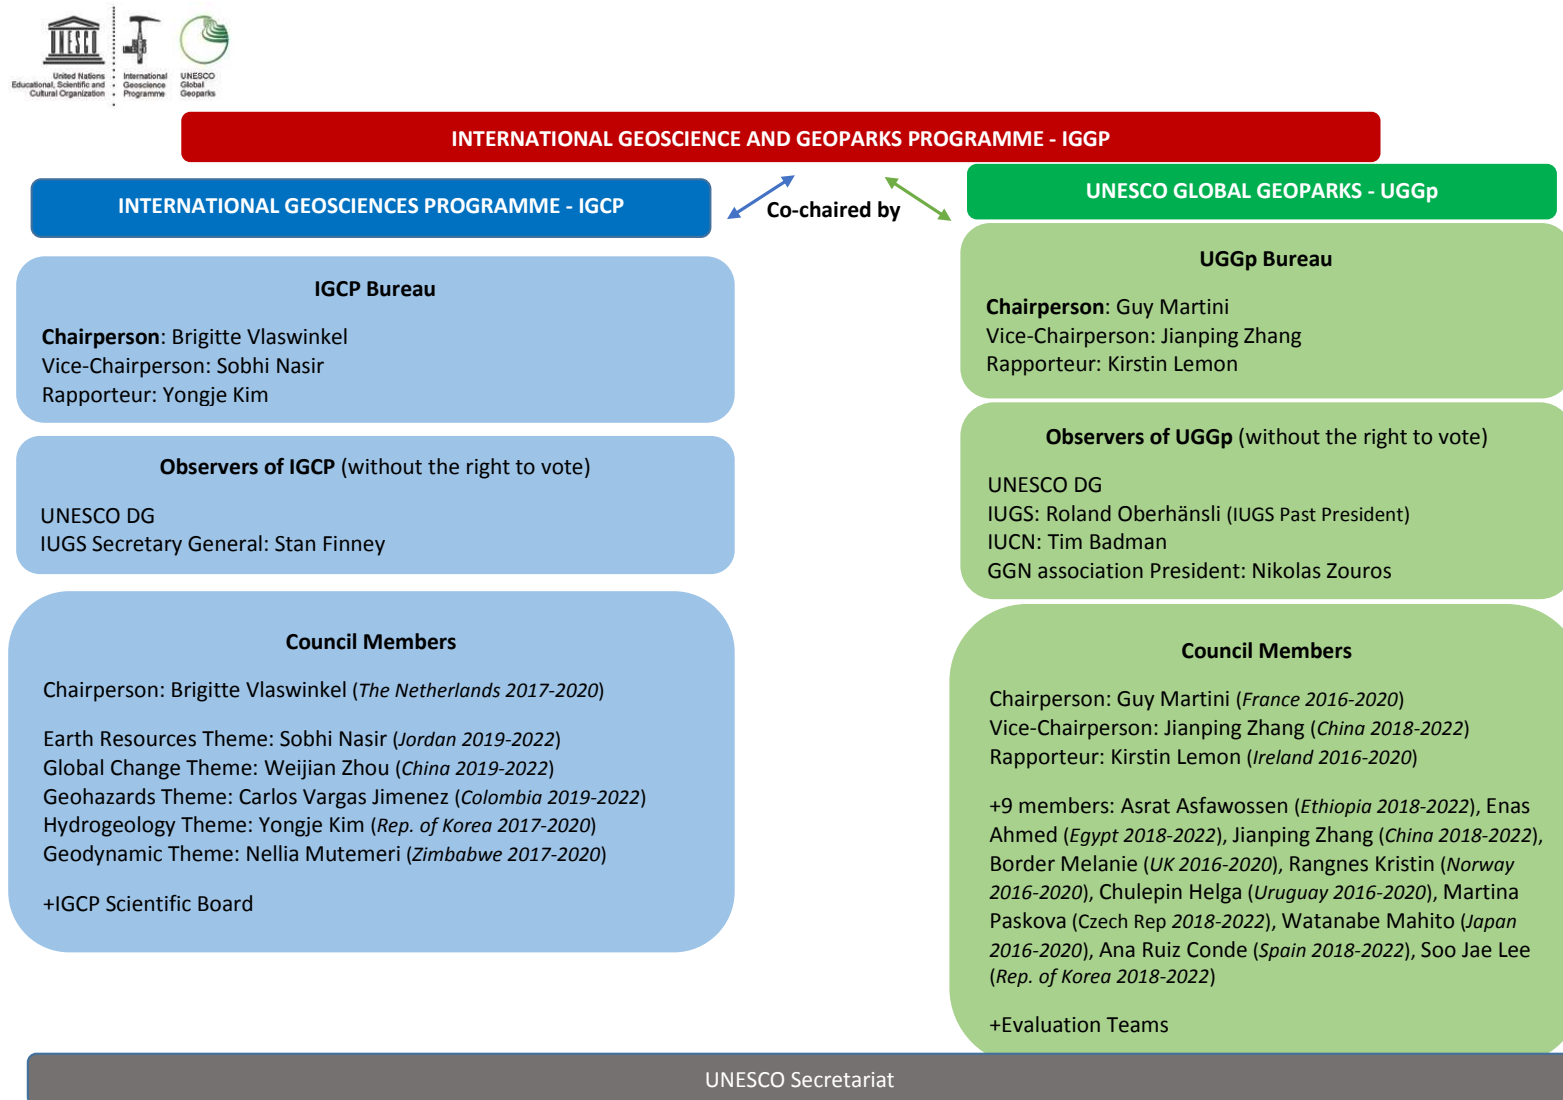 UNESCO
United Nations
Educational, Scientific and
Cultural Organization
International
Geoscience
Programme
UNESCO
Global
Geoparks
INTERNATIONAL GEOSCIENCE AND GEOPARKS PROGRAMME - IGGP
INTERNATIONAL GEOSCIENCES PROGRAMME - IGCP
Co-chaired by
UNESCO GLOBAL GEOPARKS - UGGp
IGCP Bureau
Chairperson: Brigitte Vlaswinkel
Vice-Chairperson: Sobhi Nasir
Rapporteur: Yongje Kim
Observers of IGCP (without the right to vote)
UNESCO DG
IUGS Secretary General: Stan Finney
Council Members
Chairperson: Brigitte Vlaswinkel (The Netherlands 2017-2020)
Earth Resources Theme: Sobhi Nasir (Jordan 2019-2022)
Global Change Theme: Weijian Zhou (China 2019-2022)
Geohazards Theme: Carlos Vargas Jimenez (Colombia 2019-2022)
Hydrogeology Theme: Yongje Kim (Rep. of Korea 2017-2020)
Geodynamic Theme: Nellia Mutemeri (Zimbabwe 2017-2020)
+IGCP Scientific Board
UGGp Bureau
Chairperson: Guy Martini
Vice-Chairperson: Jianping Zhang
Rapporteur: Kirstin Lemon
Observers of UGGp (without the right to vote)
UNESCO DG
IUGS: Roland Oberhänsli (IUGS Past President)
IUCN: Tim Badman
GGN association President: Nikolas Zouros
Council Members
Chairperson: Guy Martini (France 2016-2020)
Vice-Chairperson: Jianping Zhang (China 2018-2022)
Rapporteur: Kirstin Lemon (Ireland 2016-2020)
+9 members: Asrat Asfawossen (Ethiopia 2018-2022), Enas
Ahmed (Egypt 2018-2022), Jianping Zhang (China 2018-2022),
Border Melanie (UK 2016-2020), Rangnes Kristin (Norway
2016-2020), Chulepin Helga (Uruguay 2016-2020), Martina
Paskova (Czech Rep 2018-2022), Watanabe Mahito (Japan
2016-2020), Ana Ruiz Conde (Spain 2018-2022), Soo Jae Lee
(Rep. of Korea 2018-2022)
+Evaluation Teams
UNESCO Secretariat